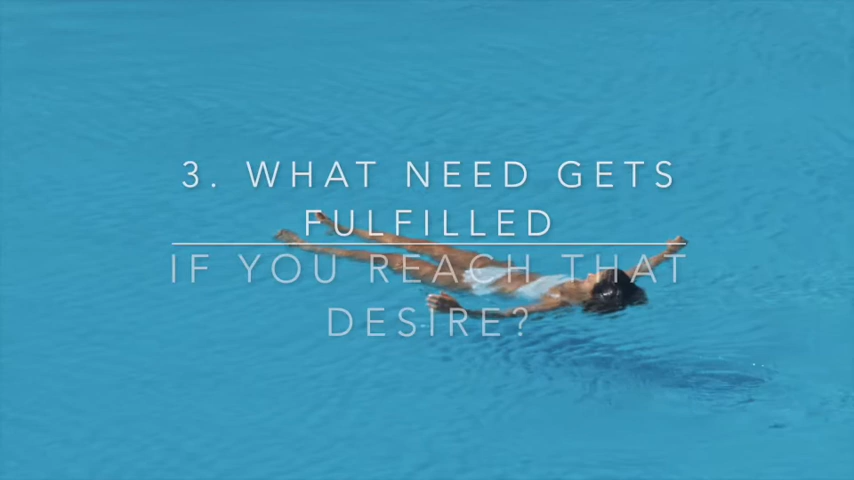 3. WHAT NEED GETS
FULFILLED
IF YOU REACH THAT
DESIRE?